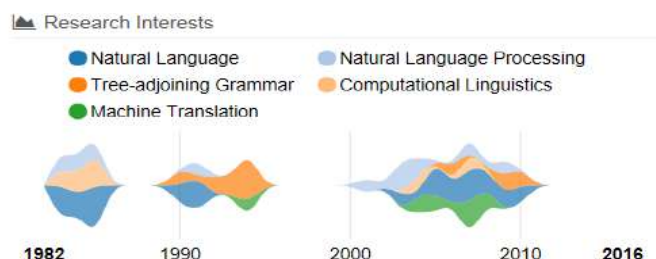 Research Interests
Natural Language
Natural Language Processing
Tree-adjoining Grammar
Computational Linguistics
Machine Translation
1982 1990 2000 2010 2016